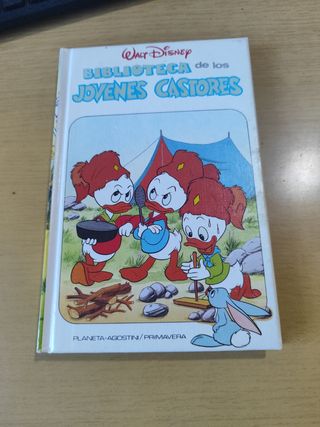 WALT DISNEY
BIBLIOTECA de los
JOVENES CASTORES
PLANETA-AGOSTINI/PRIMAVERA